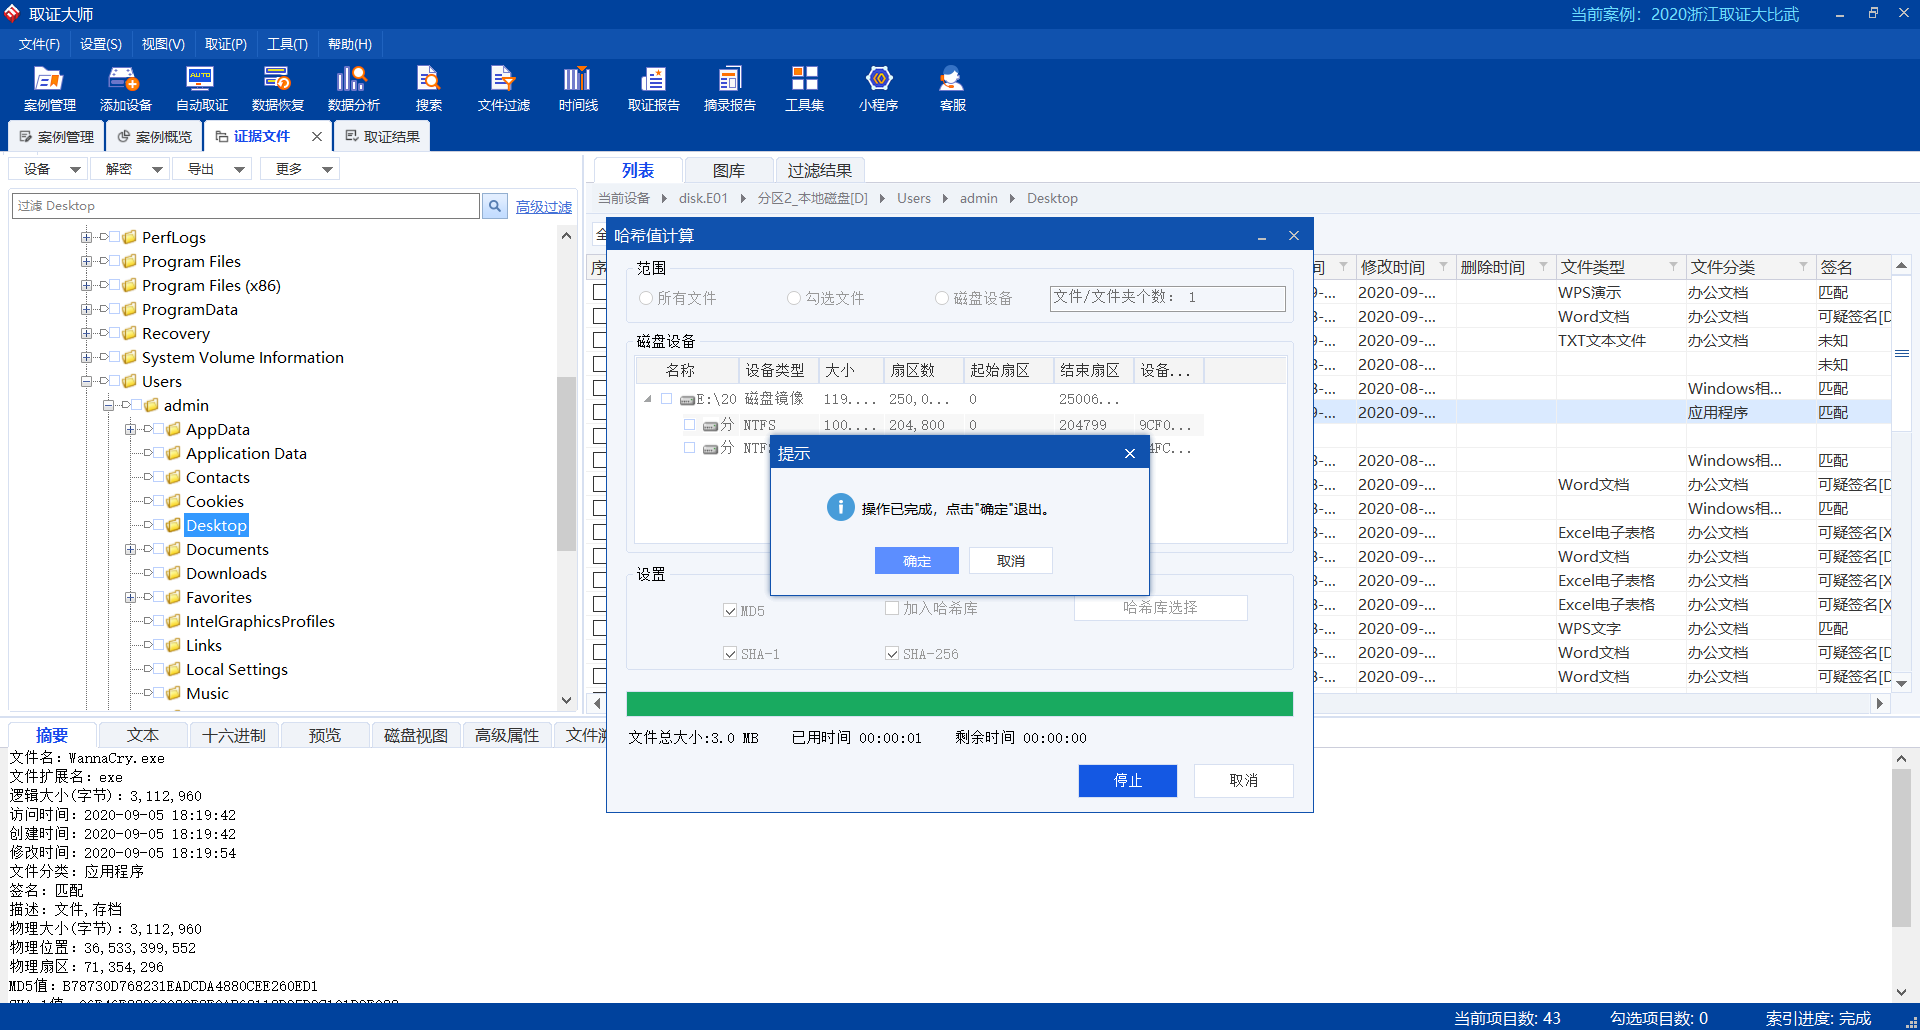 取证大师
当前案例：2020浙江取证大比武
文件(F) 设置(S) 视图(V) 取证(P) 工具(T) 帮助(H)
案例管理 添加设备 自动取证 数据恢复 数据分析 搜索 文件过滤 时间线 取证报告 摘录报告 工具集 小程序 客服
案例管理 案例概览 证据文件 取证结果
设备 解密 导出 更多
过滤 Desktop 高级过滤
PerfLogs
Program Files
Program Files (x86)
ProgramData
Recovery
System Volume Information
Users
admin
AppData
Application Data
Contacts
Cookies
Desktop
Documents
Downloads
Favorites
IntelGraphicsProfiles
Links
Local Settings
Music
列表 图库 过滤结果
当前设备 disk.E01 分区2_本地磁盘[D] Users admin Desktop
修改时间 删除时间 文件类型 文件分类 签名
2020-09-... WPS演示 办公文档 匹配
2020-09-... Word文档 办公文档 可疑签名[D
2020-09-... TXT文本文件 办公文档 未知
2020-08-... 未知
2020-08-... Windows相... 匹配
2020-09-... 应用程序 匹配
2020-08-... Windows相... 匹配
2020-09-... Word文档 办公文档 可疑签名[D
2020-08-... Windows相... 匹配
2020-09-... Excel电子表格 办公文档 可疑签名[X
2020-09-... Word文档 办公文档 可疑签名[D
2020-09-... Excel电子表格 办公文档 可疑签名[X
2020-09-... Excel电子表格 办公文档 可疑签名[X
2020-09-... WPS文字 办公文档 匹配
2020-09-... Word文档 办公文档 可疑签名[D
2020-09-... Word文档 办公文档 可疑签名[D
哈希值计算
范围
所有文件 勾选文件 磁盘设备 文件/文件夹个数： 1
磁盘设备
名称 设备类型 大小 扇区数 起始扇区 结束扇区 设备...
E:\20 磁盘镜像 119.... 250,0... 0 25006...
分 NTFS 100.... 204,800 0 204799 9CF0...
分 NTF 4FC...
提示
操作已完成，点击"确定"退出。
确定 取消
设置
MD5 加入哈希库 哈希库选择
SHA-1 SHA-256
文件总大小:3.0 MB 已用时间 00:00:01 剩余时间 00:00:00
停止 取消
摘要 文本 十六进制 预览 磁盘视图 高级属性
文件名：WannaCry.exe
文件扩展名：exe
逻辑大小(字节)：3,112,960
访问时间：2020-09-05 18:19:42
创建时间：2020-09-05 18:19:42
修改时间：2020-09-05 18:19:54
文件分类：应用程序
签名：匹配
描述：文件,存档
物理大小(字节)：3,112,960
物理位置：36,533,399,552
物理扇区：71,354,296
MD5值：B78730D768231EADCDA4880CEE260ED1
当前项目数: 43 勾选项目数: 0 索引进度: 完成